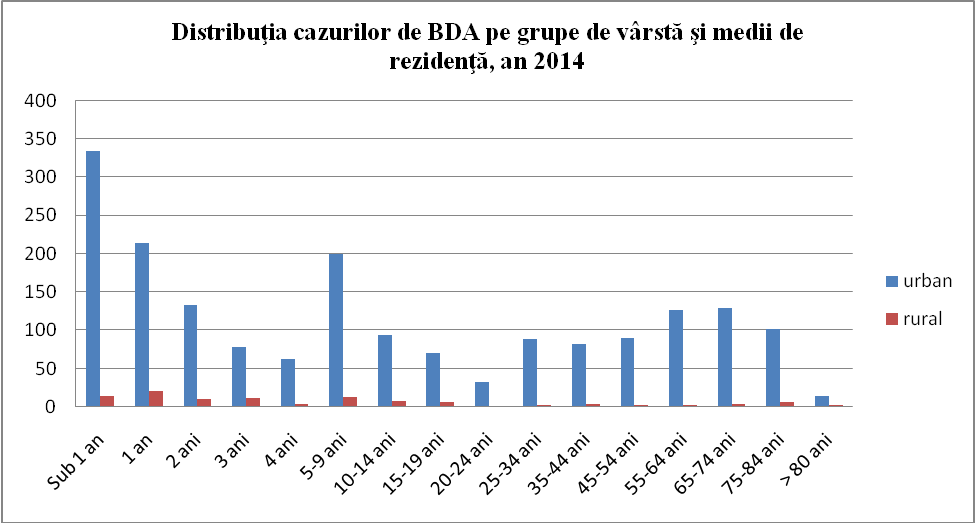 Distribuţia cazurilor de BDA pe grupe de vârstă şi medii de
rezidenţă, an 2014
400
350
300
250
200
150
100
50
0
urban
rural
Sub 1 an
1 an
2 ani
3 ani
4 ani
5-9 ani
10-14 ani
15-19 ani
20-24 ani
25-34 ani
35-44 ani
45-54 ani
55-64 ani
65-74 ani
75-84 ani
> 80 ani